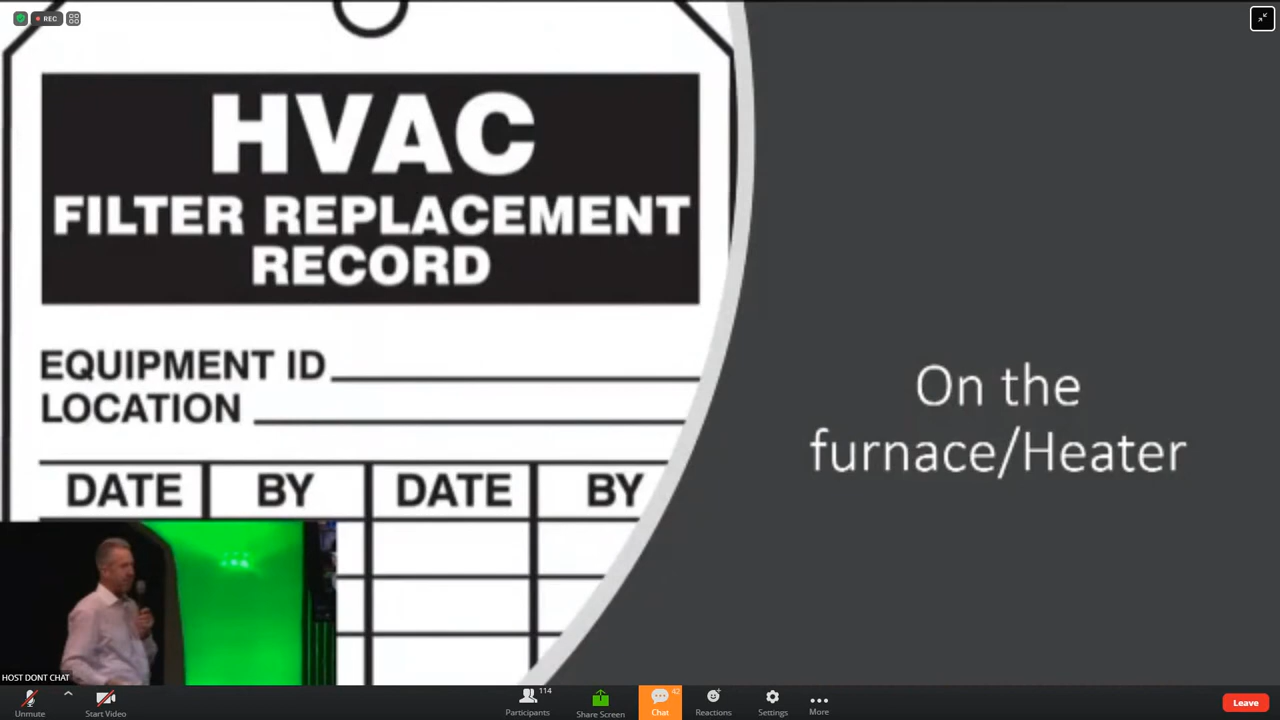 REC
HVAC
FILTER REPLACEMENT
RECORD
EQUIPMENT ID
LOCATION
DATE BY DATE BY
On the
furnace/Heater
HOST DONT CHAT
Unmute
Start Video
114
Participants
Share Screen
42
Chat
Reactions
Settings
More
Leave